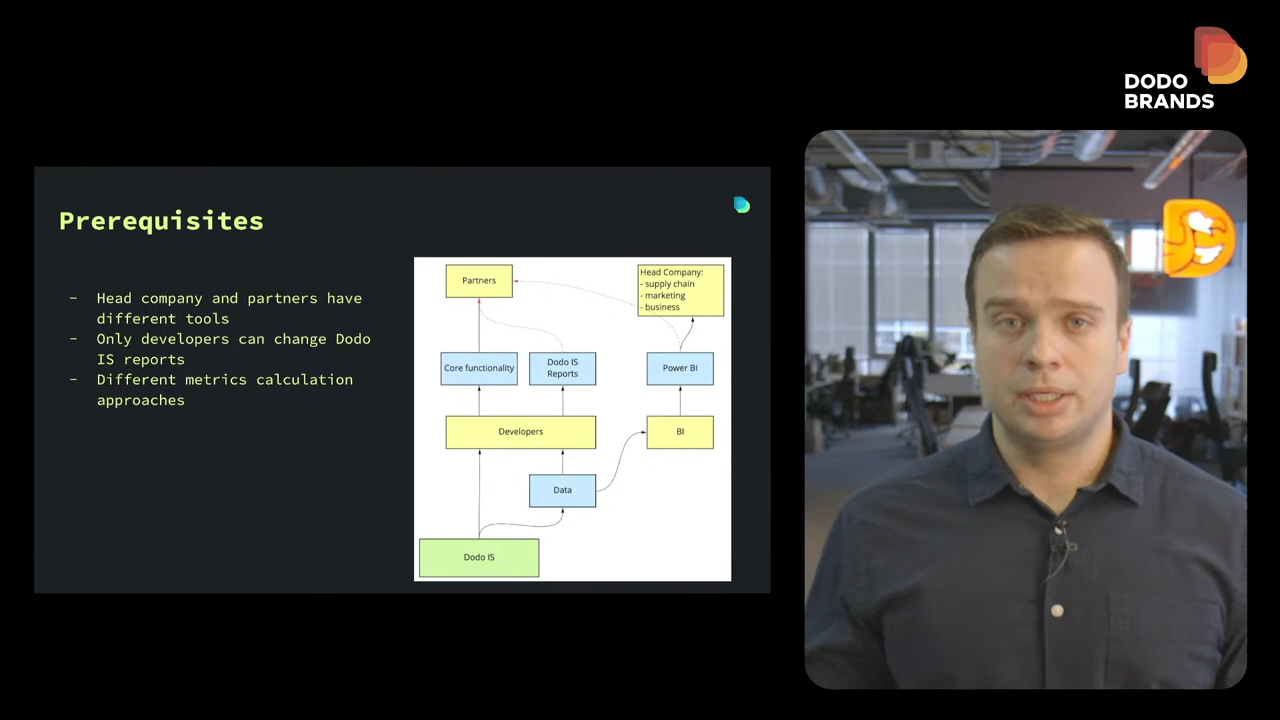 DODO
BRANDS
Prerequisites
- Head company and partners have
different tools
- Only developers can change Dodo
IS reports
- Different metrics calculation
approaches
Partners
Head Company:
- supply chain
- marketing
- business
Core functionality
Dodo IS
Reports
Power BI
Developers
BI
Data
Dodo IS